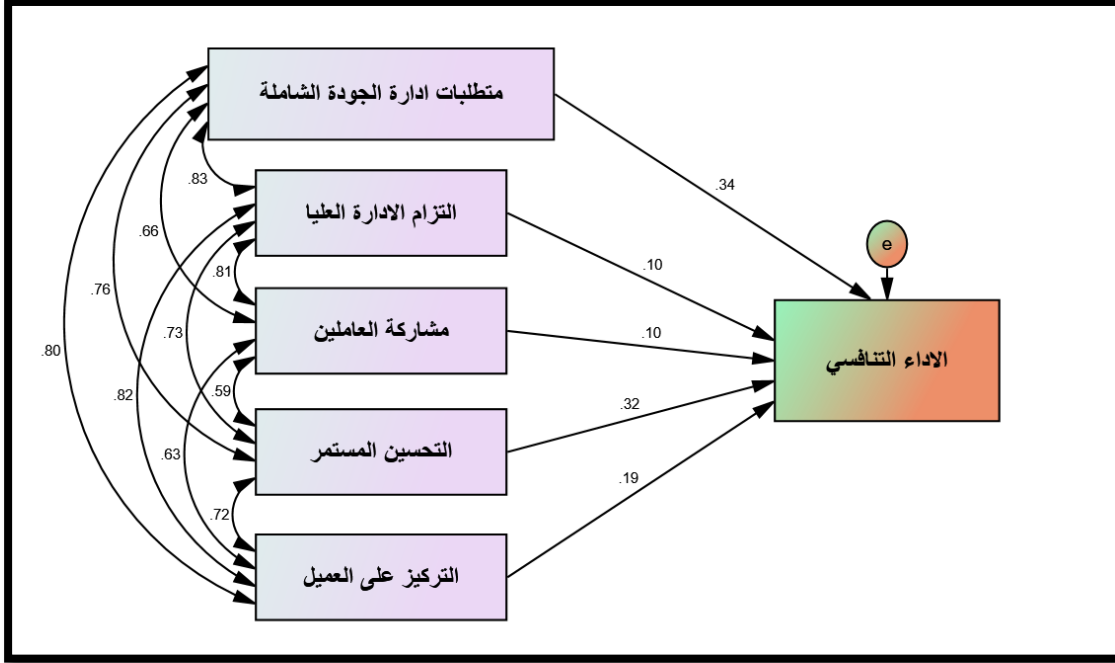 متطلبات ادارة الجودة الشاملة
.83
.34
التزام الادارة العليا
.66
e
.81
.10
.76
مشاركة العاملين
.73
.10
الاداء التنافسي
.80
.82
.59
.32
التحسين المستمر
.63
.19
.72
التركيز على العميل